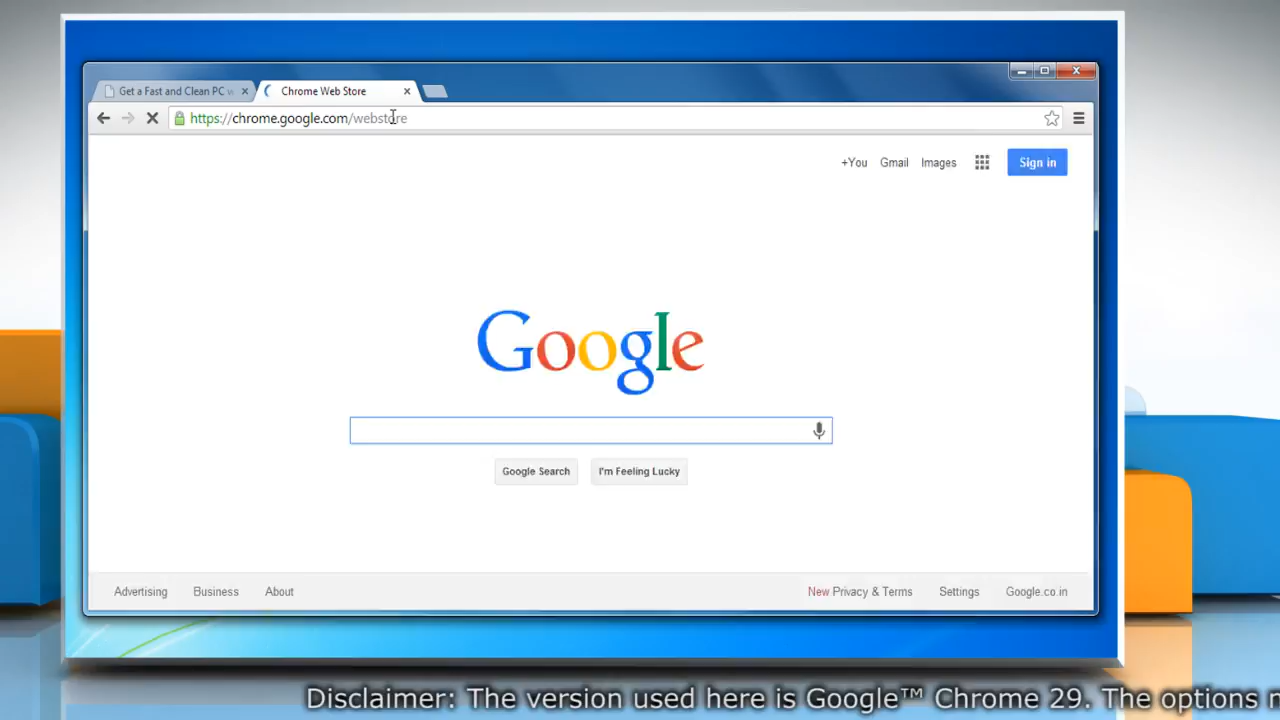 Get a Fast and Clean PC
Chrome Web Store
https://chrome.google.com/webstore
+You Gmail Images Sign in
Google
Google Search I'm Feeling Lucky
Advertising Business About New Privacy & Terms Settings Google.co.in
Disclaimer: The version used here is Google™ Chrome 29. The options